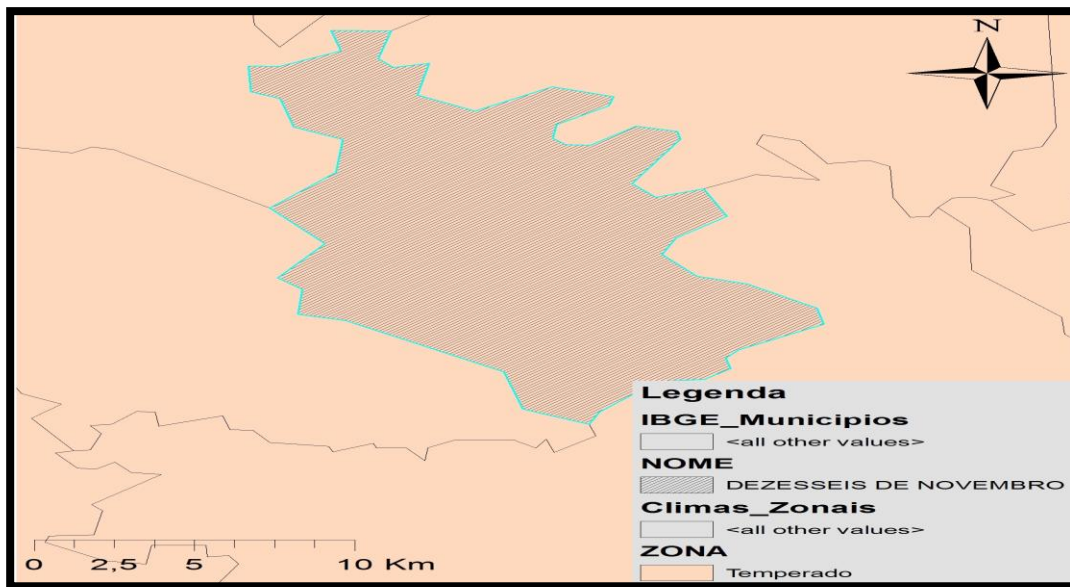 N
Legenda
IBGE_Municipios
<all other values>
NOME
DEZESSEIS DE NOVEMBRO
Climas_Zonais
<all other values>
ZONA
Temperado
0 2,5 5 10 Km